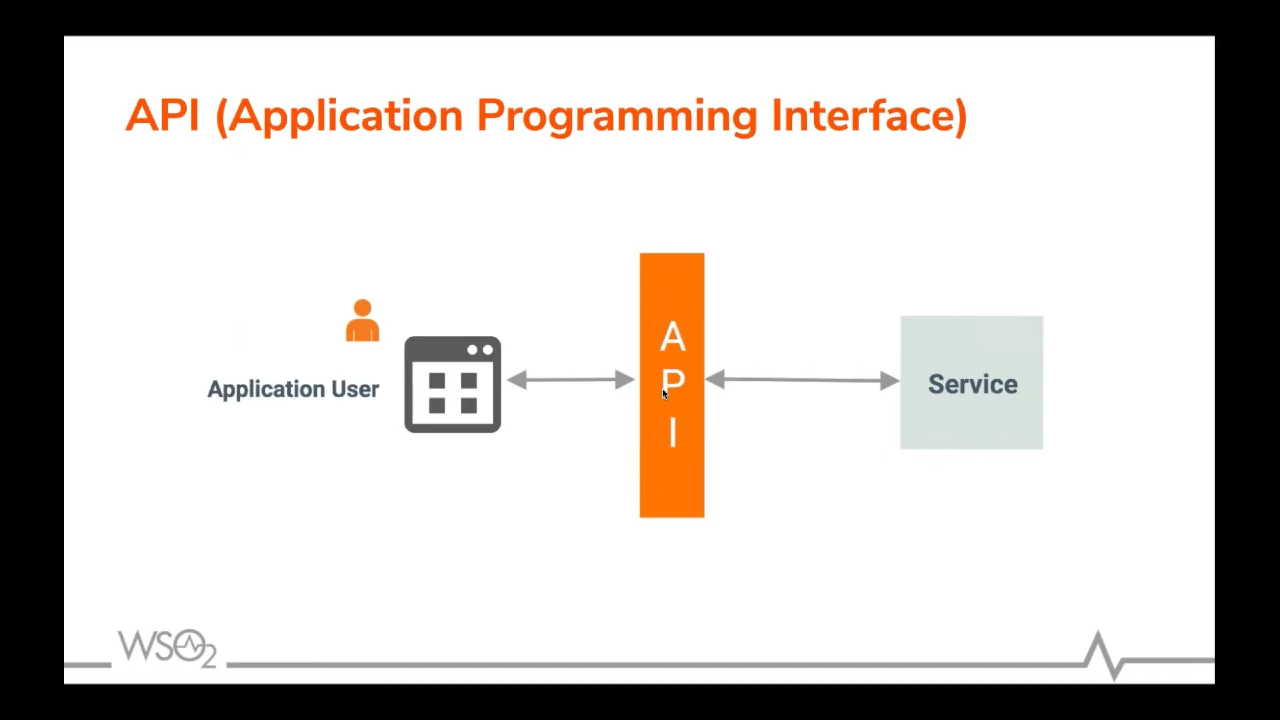 API (Application Programming Interface)
Application User
A
P
I
Service
WSO2